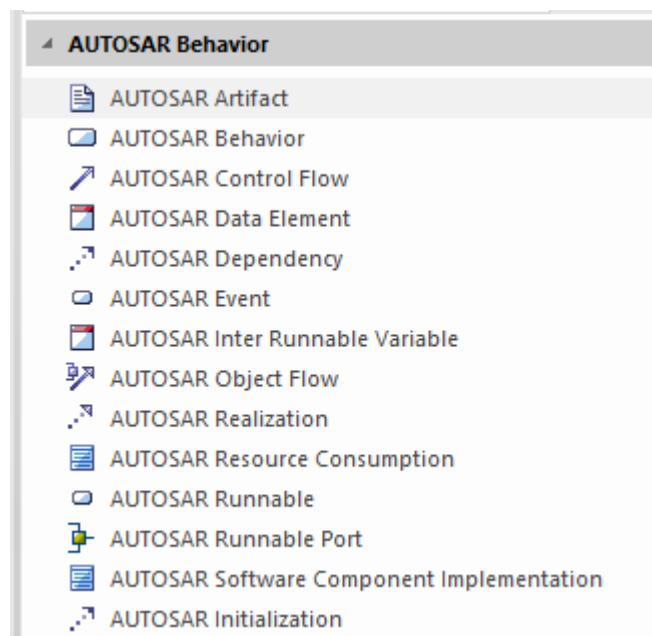 AUTOSAR Behavior
AUTOSAR Artifact
AUTOSAR Behavior
AUTOSAR Control Flow
AUTOSAR Data Element
AUTOSAR Dependency
AUTOSAR Event
AUTOSAR Inter Runnable Variable
AUTOSAR Object Flow
AUTOSAR Realization
AUTOSAR Resource Consumption
AUTOSAR Runnable
AUTOSAR Runnable Port
AUTOSAR Software Component Implementation
AUTOSAR Initialization